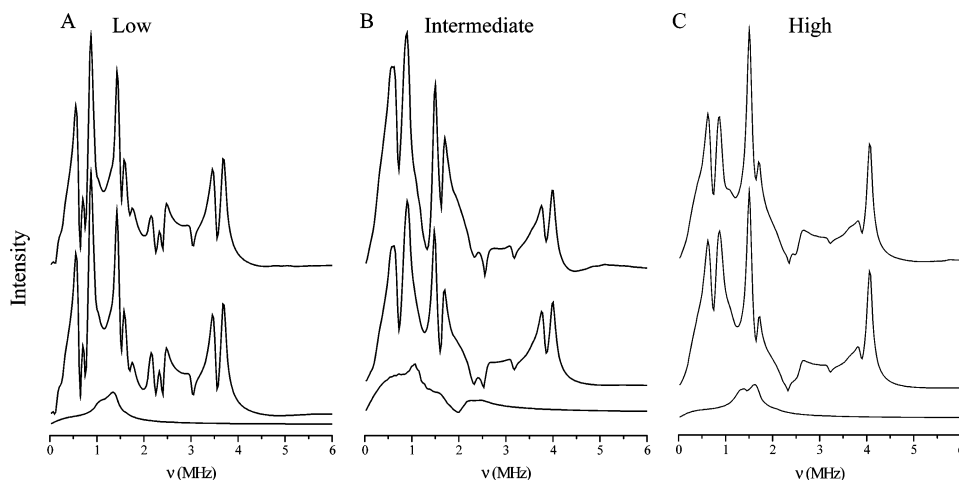 A Low
B Intermediate
C High
Intensity
0 1 2 3 4 5 6
ν (MHz)
0 1 2 3 4 5 6
ν (MHz)
0 1 2 3 4 5 6
ν (MHz)